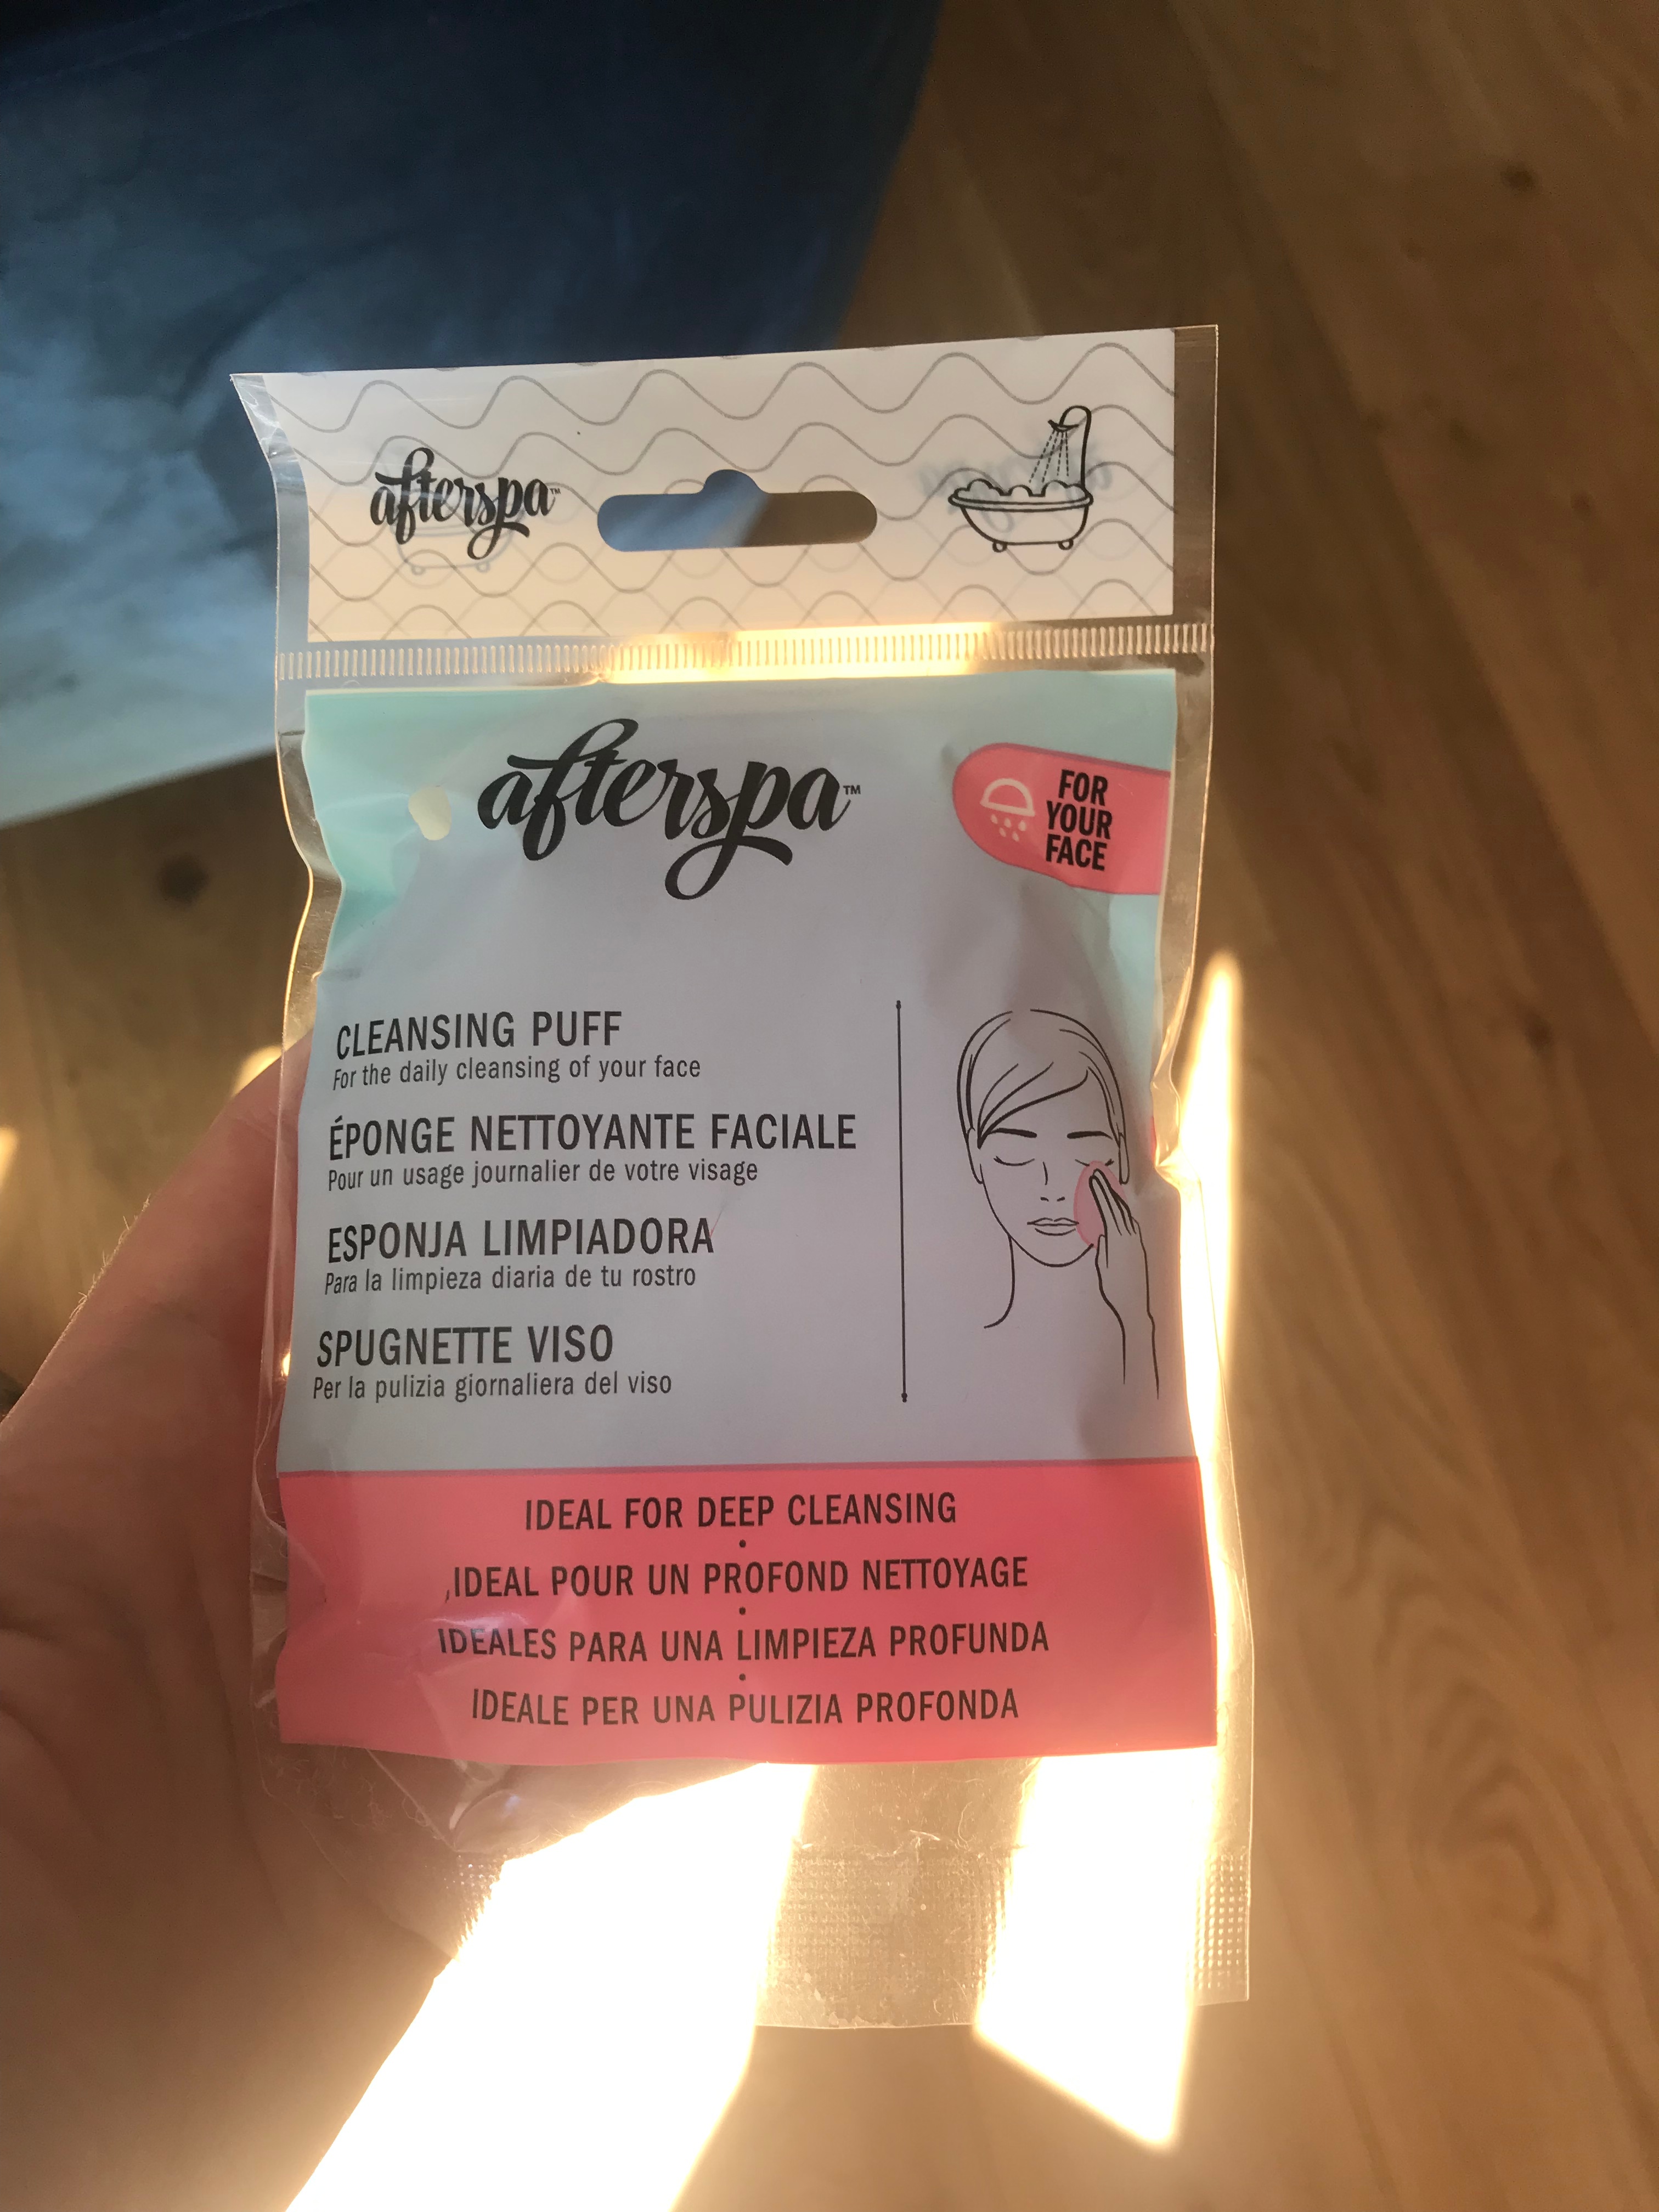 afterspa™
afterspa™
FOR
YOUR
FACE
CLEANSING PUFF
For the daily cleansing of your face
ÉPONGE NETTOYANTE FACIALE
Pour un usage journalier de votre visage
ESPONJA LIMPIADORA
Para la limpieza diaria de tu rostro
SPUGNETTE VISO
Per la pulizia giornaliera del viso
IDEAL FOR DEEP CLEANSING
•
IDEAL POUR UN PROFOND NETTOYAGE
•
IDEALES PARA UNA LIMPIEZA PROFUNDA
•
IDEALE PER UNA PULIZIA PROFONDA